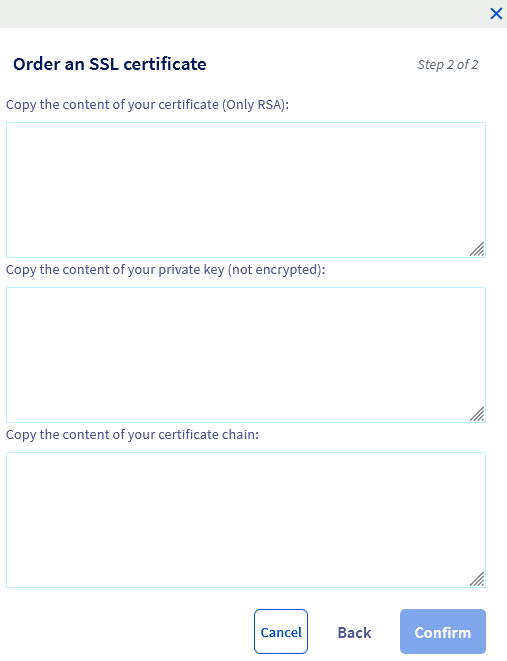 Order an SSL certificate
Step 2 of 2
Copy the content of your certificate (Only RSA):
Copy the content of your private key (not encrypted):
Copy the content of your certificate chain:
Cancel
Back
Confirm